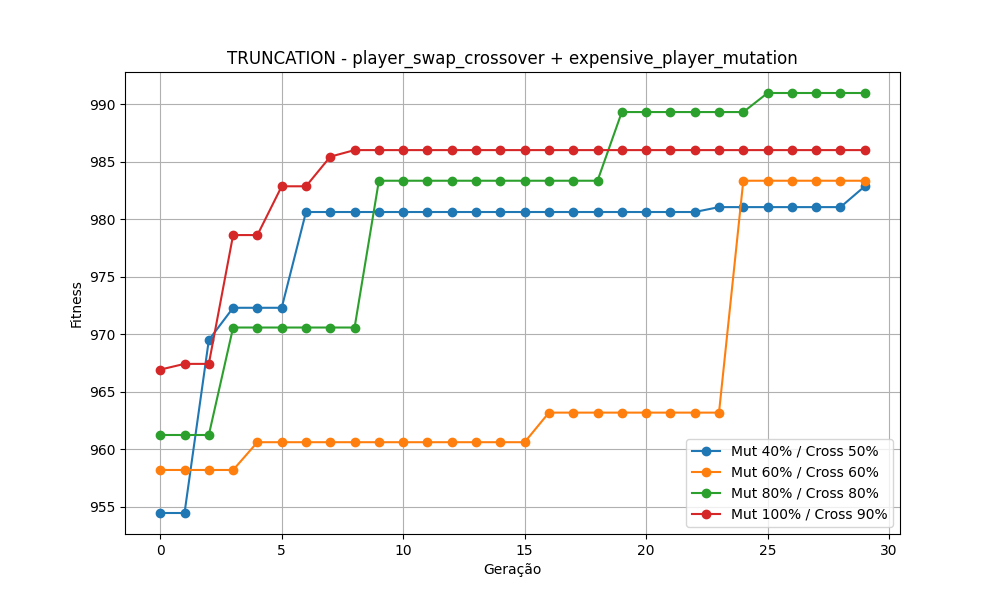 TRUNCATION - player_swap_crossover + expensive_player_mutation
Fitness
990
985
980
975
970
965
960
955
0 5 10 15 20 25 30
Geração
Mut 40% / Cross 50%
Mut 60% / Cross 60%
Mut 80% / Cross 80%
Mut 100% / Cross 90%